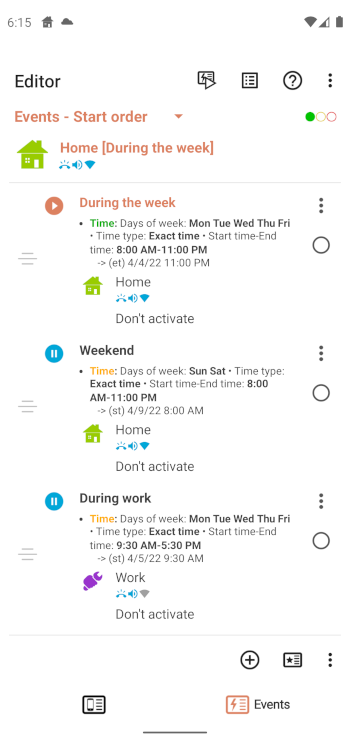 6:15
Editor
Events - Start order
Home [During the week]
During the week
• Time: Days of week: Mon Tue Wed Thu Fri
• Time type: Exact time • Start time-End
time: 8:00 AM-11:00 PM
-> (et) 4/4/22 11:00 PM
Home
Don't activate
Weekend
• Time: Days of week: Sun Sat • Time type:
Exact time • Start time-End time: 8:00
AM-11:00 PM
-> (st) 4/9/22 8:00 AM
Home
Don't activate
During work
• Time: Days of week: Mon Tue Wed Thu Fri
• Time type: Exact time • Start time-End
time: 9:30 AM-5:30 PM
-> (st) 4/5/22 9:30 AM
Work
Don't activate
Events